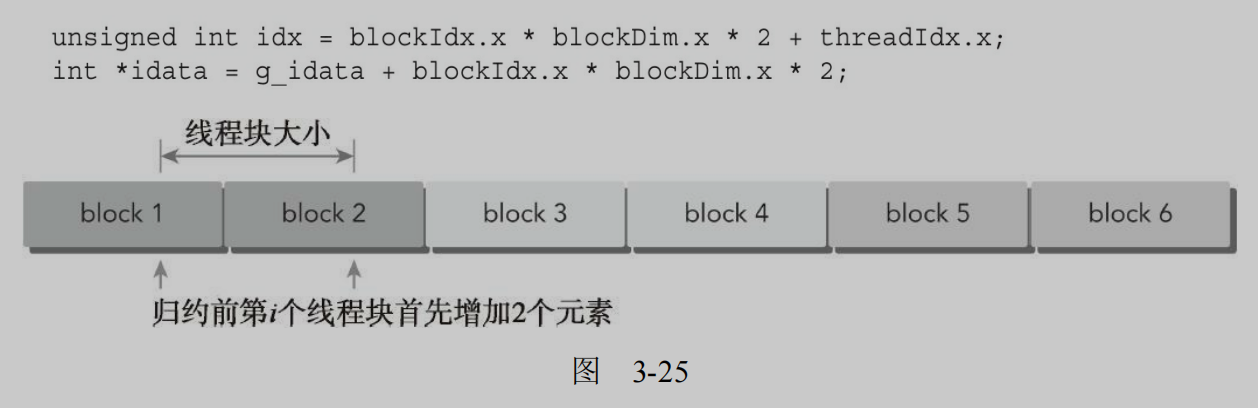 unsigned int idx = blockIdx.x * blockDim.x * 2 + threadIdx.x;
int *idata = g_idata + blockIdx.x * blockDim.x * 2;
线程块大小
block 1 block 2 block 3 block 4 block 5 block 6
归约前第i个线程块首先增加2个元素
图 3-25